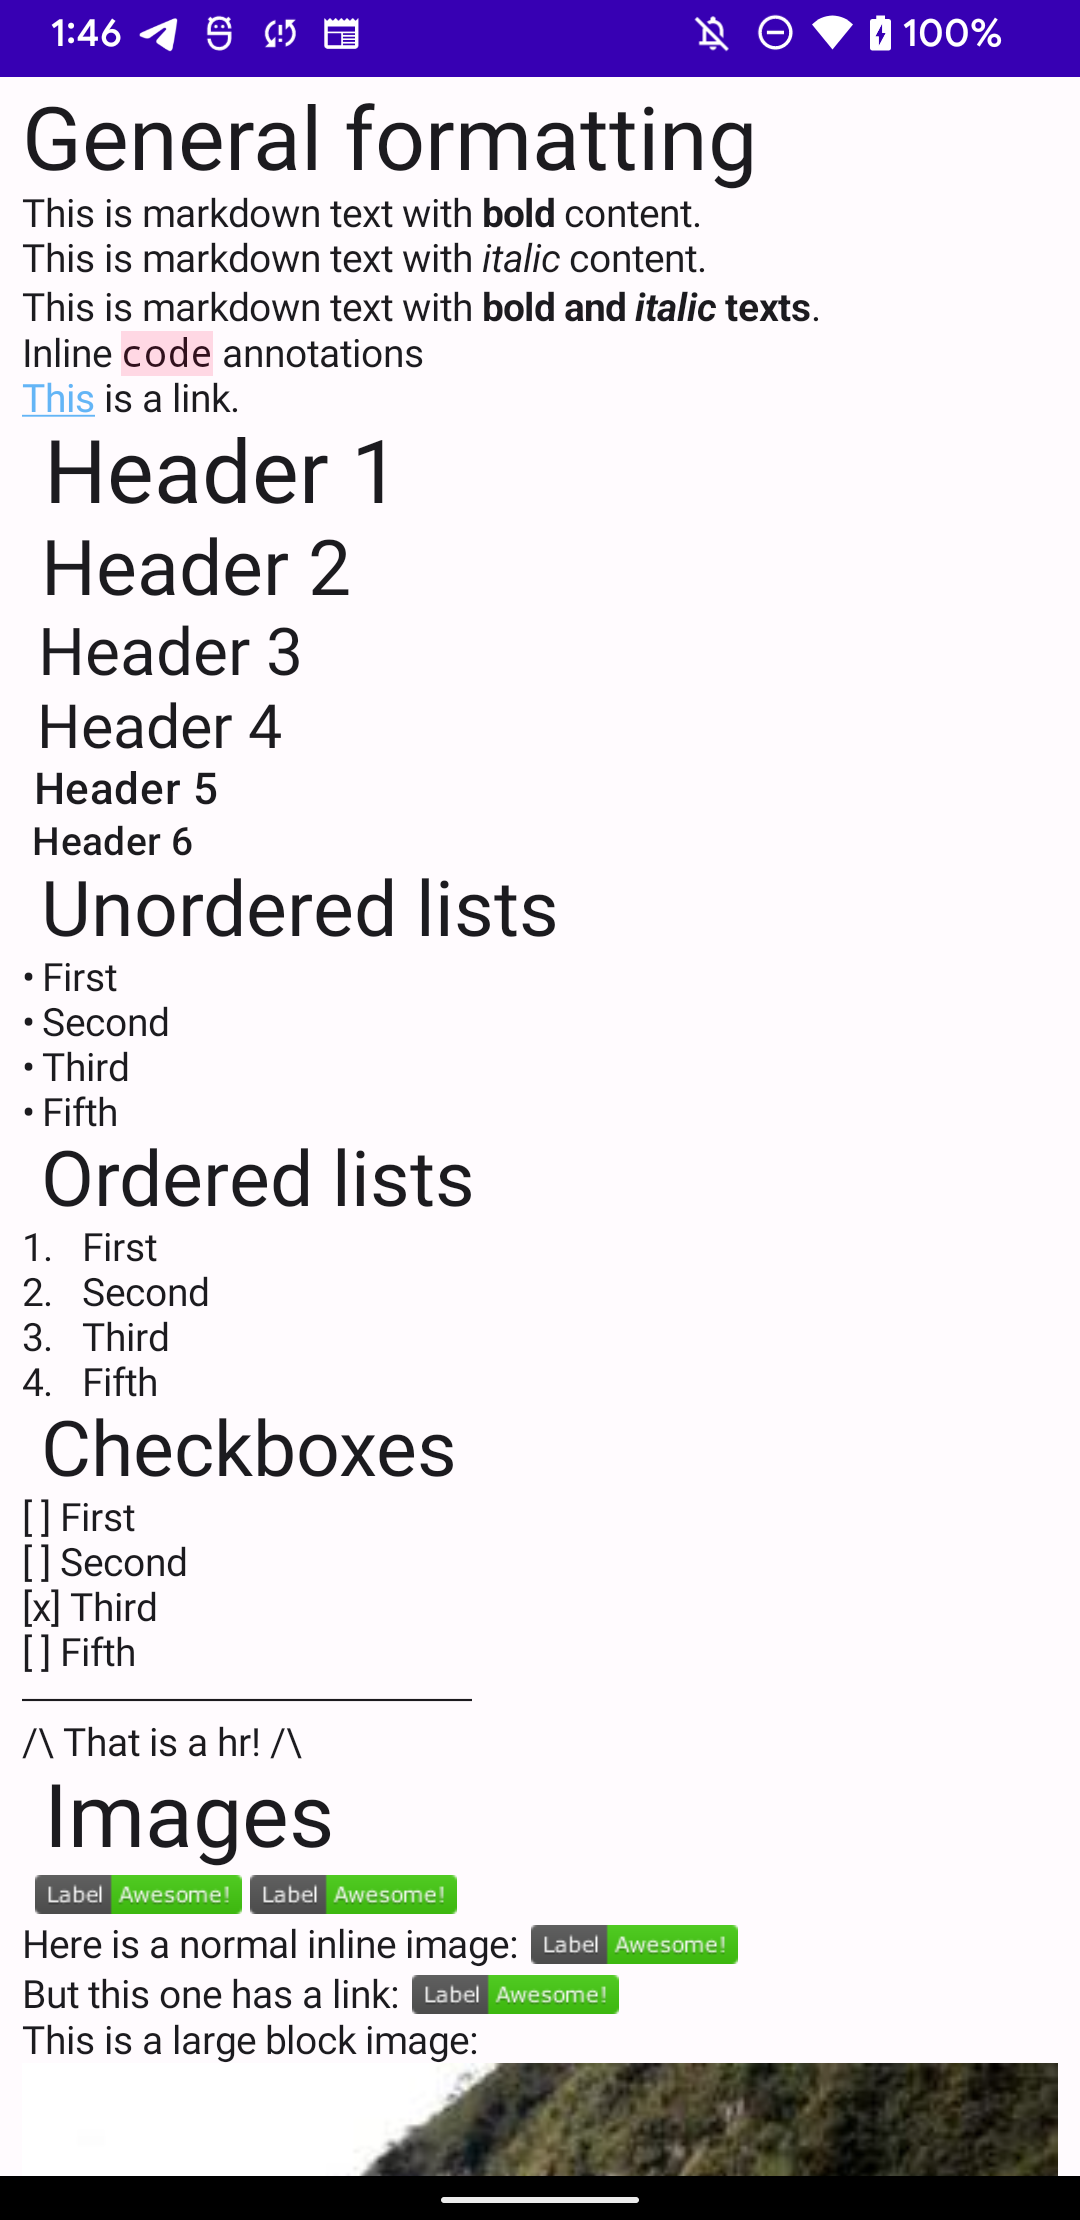 1:46 100%
General formatting
This is markdown text with bold content.
This is markdown text with italic content.
This is markdown text with bold and italic texts.
Inline code annotations
This is a link.
Header 1
Header 2
Header 3
Header 4
Header 5
Header 6
Unordered lists
• First
• Second
• Third
• Fifth
Ordered lists
1. First
2. Second
3. Third
4. Fifth
Checkboxes
[ ] First
[ ] Second
[x] Third
[ ] Fifth
/\ That is a hr! /\
Images
Label Awesome! Label Awesome!
Here is a normal inline image: Label Awesome!
But this one has a link: Label Awesome!
This is a large block image: